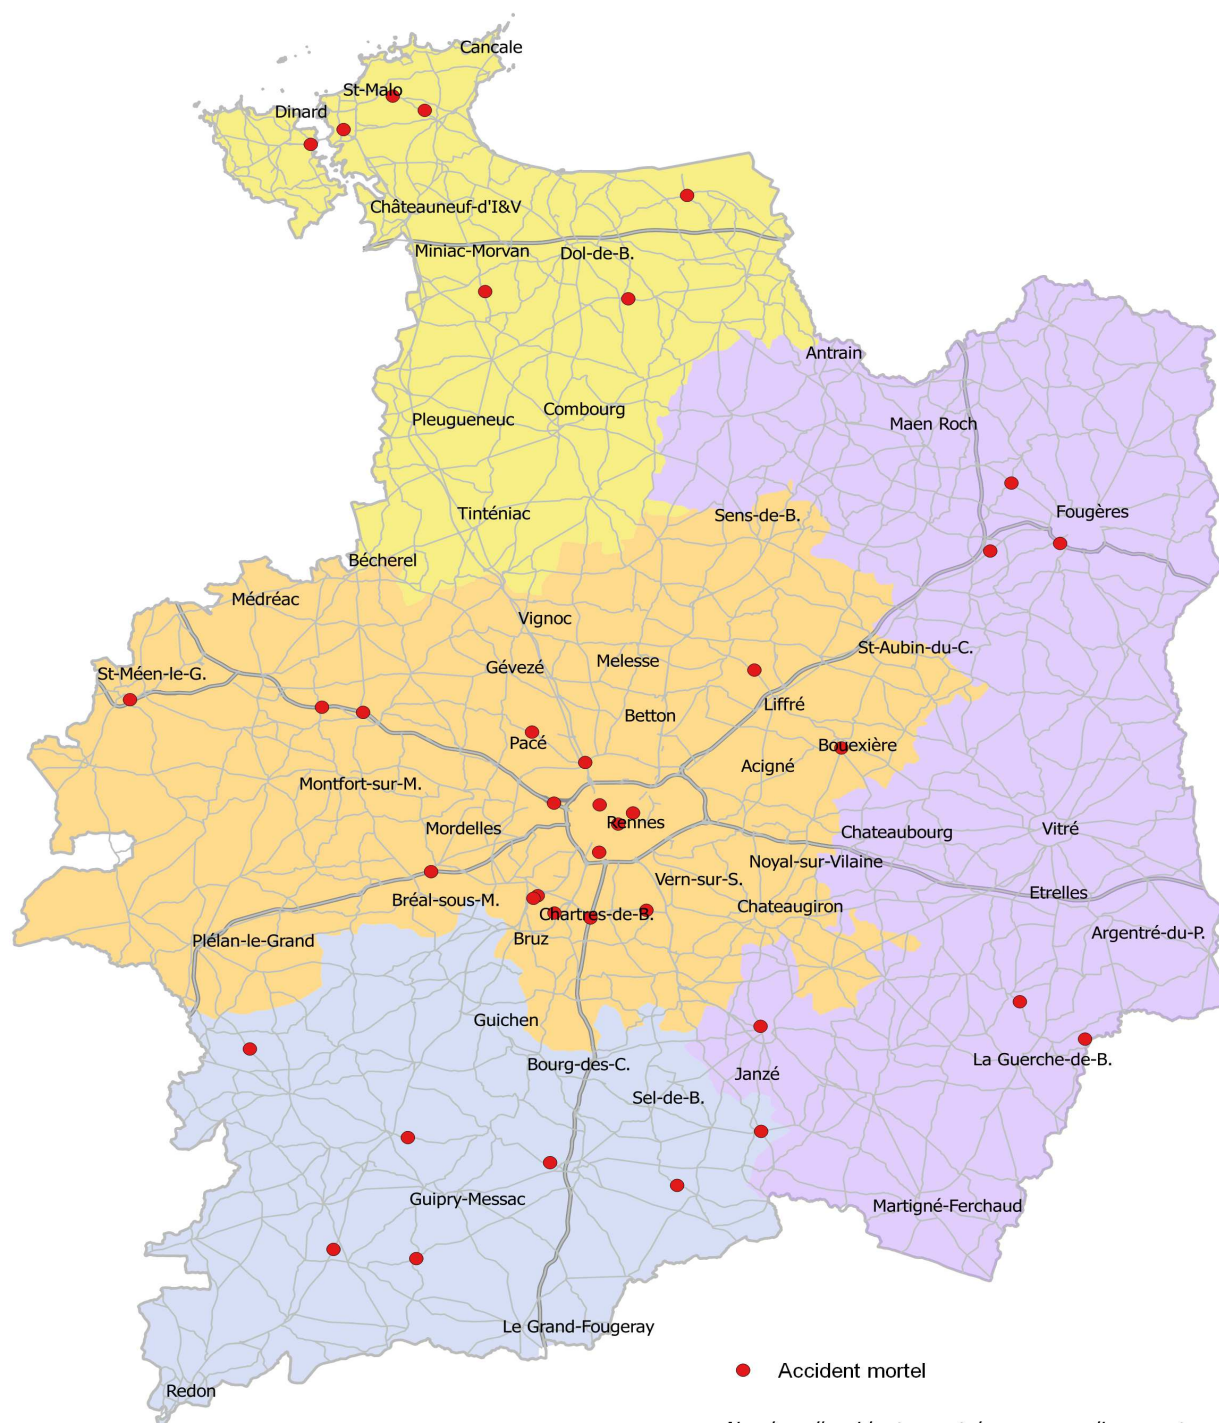 Cancale
St-Malo
Dinard
Châteauneuf-d'I&V
Miniac-Morvan
Dol-de-B.
Antrain
Combourg
Pleugueneuc
Maen Roch
Tinténiac
Sens-de-B.
Fougères
Bécherel
Médréac
Vignoc
St-Aubin-du-C.
Melesse
Gévezé
St-Méen-le-G.
Liffré
Betton
Pacé
Bouexière
Acigné
Montfort-sur-M.
Rennes
Mordelles
Chateaubourg
Vitré
Noyal-sur-Vilaine
Vern-sur-S.
Etrelles
Bréal-sous-M.
Chateaugiron
Chartres-de-B.
Argentré-du-P.
Bruz
Plélan-le-Grand
Guichen
La Guerche-de-B.
Bourg-des-C.
Janzé
Sel-de-B.
Guipry-Messac
Martigné-Ferchaud
Le Grand-Fougeray
Accident mortel
Redon